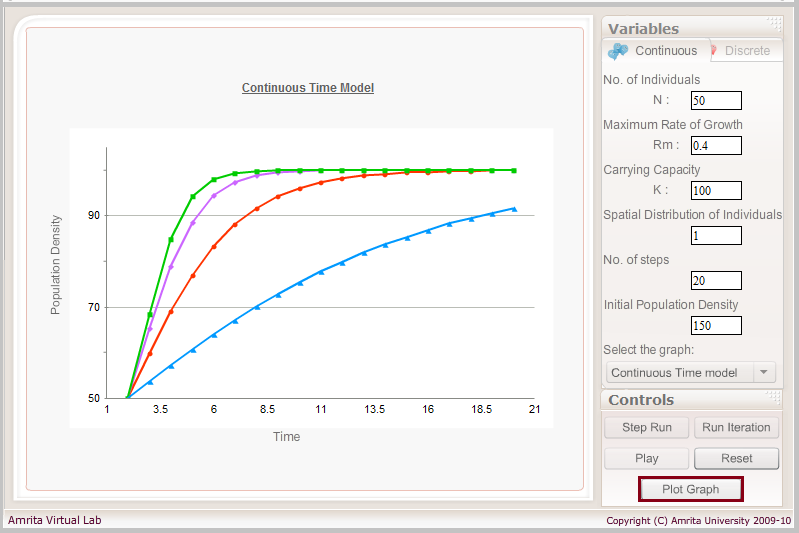 Continuous Time Model
Population Density
90
70
50
1 3.5 6 8.5 11 13.5 16 18.5 21
Time
Variables
Continuous Discrete
No. of Individuals
N : 50
Maximum Rate of Growth
Rm : 0.4
Carrying Capacity
K : 100
Spatial Distribution of Individuals
1
No. of steps
20
Initial Population Density
150
Select the graph:
Continuous Time model
Controls
Step Run Run Iteration
Play Reset
Plot Graph
Amrita Virtual Lab Copyright (C) Amrita University 2009-10